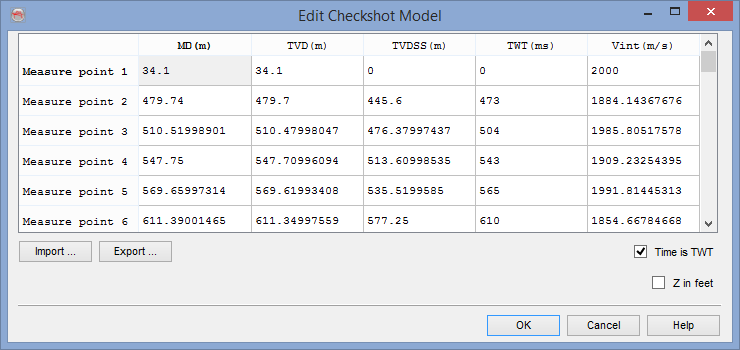 Edit Checkshot Model
MD(m) TVD(m) TVDSS(m) TWT(ms) Vint(m/s)
Measure point 1 34.1 34.1 0 0 2000
Measure point 2 479.74 479.7 445.6 473 1884.14367676
Measure point 3 510.51998901 510.47998047 476.37997437 504 1985.80517578
Measure point 4 547.75 547.70996094 513.60998535 543 1909.23254395
Measure point 5 569.65997314 569.61993408 535.5199585 565 1991.81445313
Measure point 6 611.39001465 611.34997559 577.25 610 1854.66784668
Import ... Export ... Time is TWT
Z in feet
OK Cancel Help